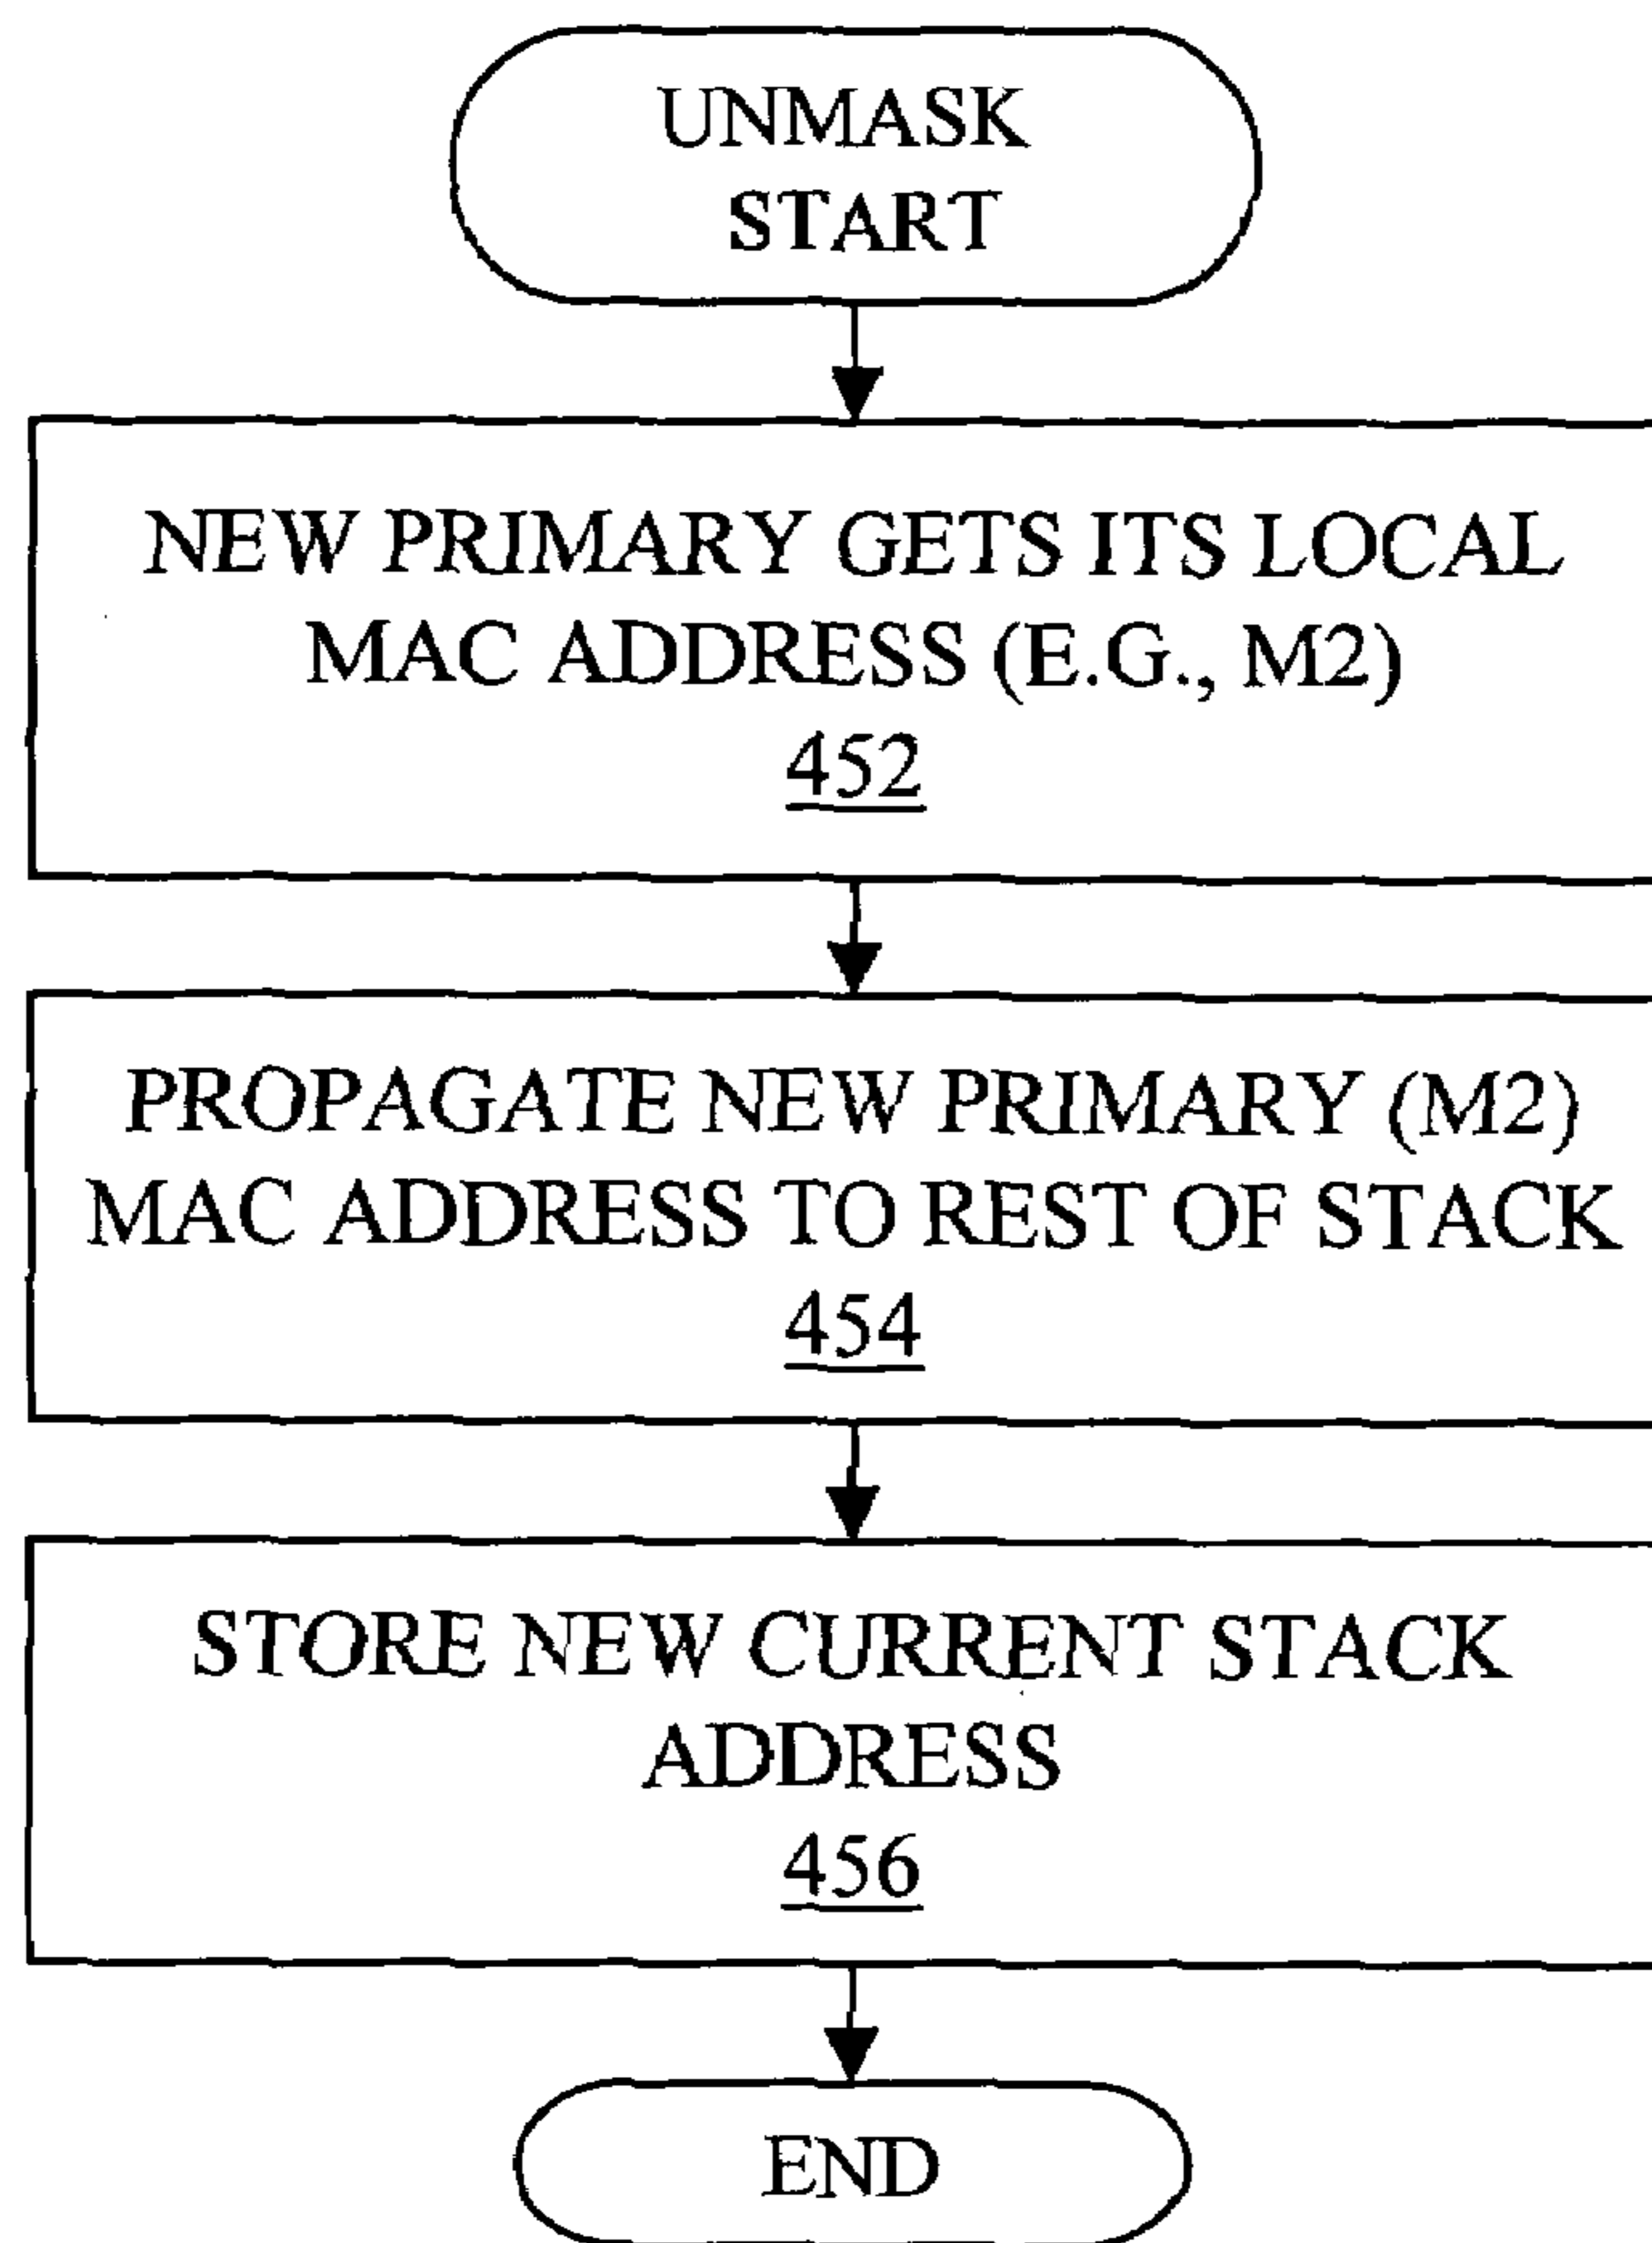 UNMASK
START
NEW PRIMARY GETS ITS LOCAL
MAC ADDRESS (E.G., M2)
452
PROPAGATE NEW PRIMARY (M2)
MAC ADDRESS TO REST OF STACK
454
STORE NEW CURRENT STACK
ADDRESS
456
END